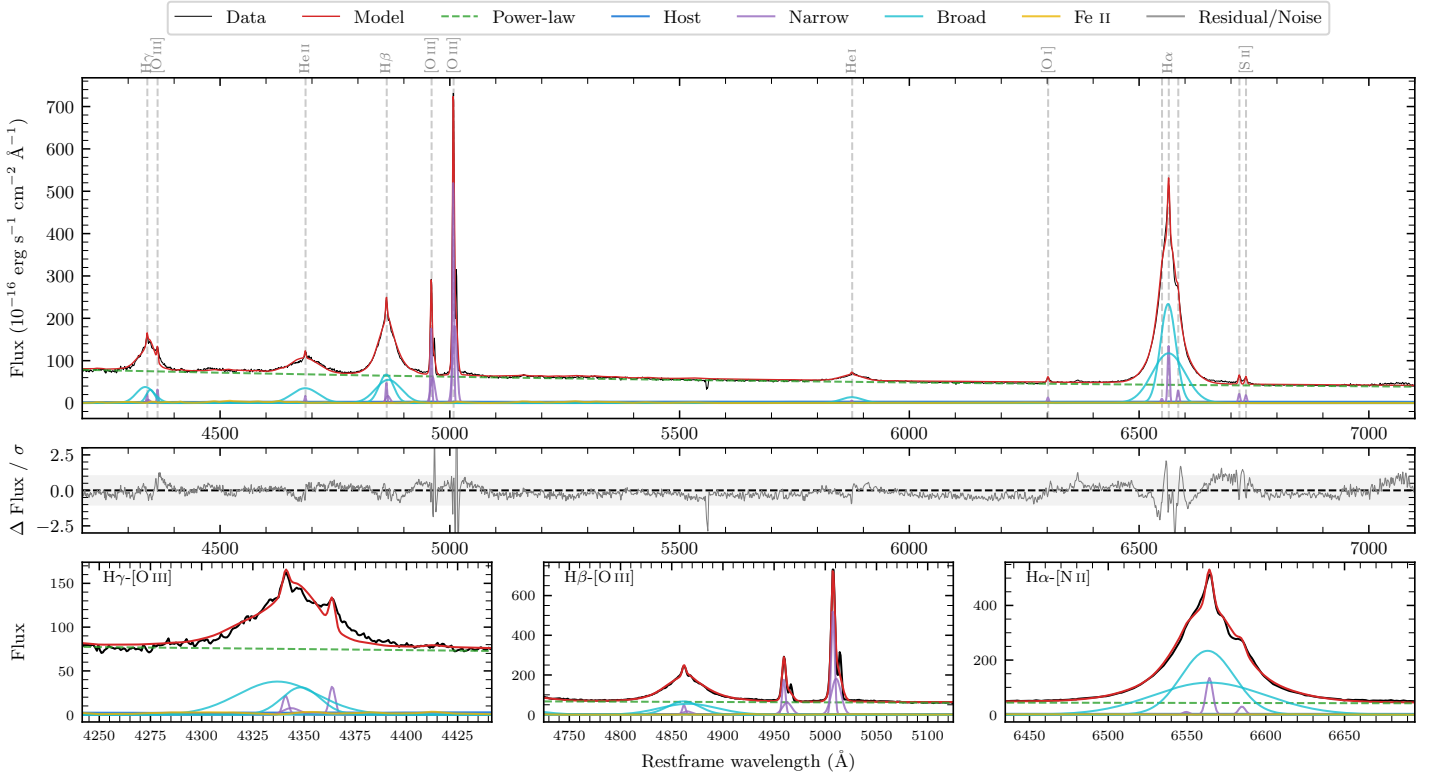 Data Model Power-law Host Narrow Broad Fe II Residual/Noise
Hγ [O III] He II Hβ [O III] [O III] He I [O I] Hα [S II]
Flux (10⁻¹⁶ erg s⁻¹ cm⁻² Å⁻¹)
700
600
500
400
300
200
100
0
4500 5000 5500 6000 6500 7000
Δ Flux / σ
2.5
0.0
−2.5
4500 5000 5500 6000 6500 7000
Flux
Hγ-[O III]
150
100
50
0
4250 4275 4300 4325 4350 4375 4400 4425
Hβ-[O III]
600
400
200
0
4750 4800 4850 4900 4950 5000 5050 5100
Hα-[N II]
400
200
0
6450 6500 6550 6600 6650
Restframe wavelength (Å)